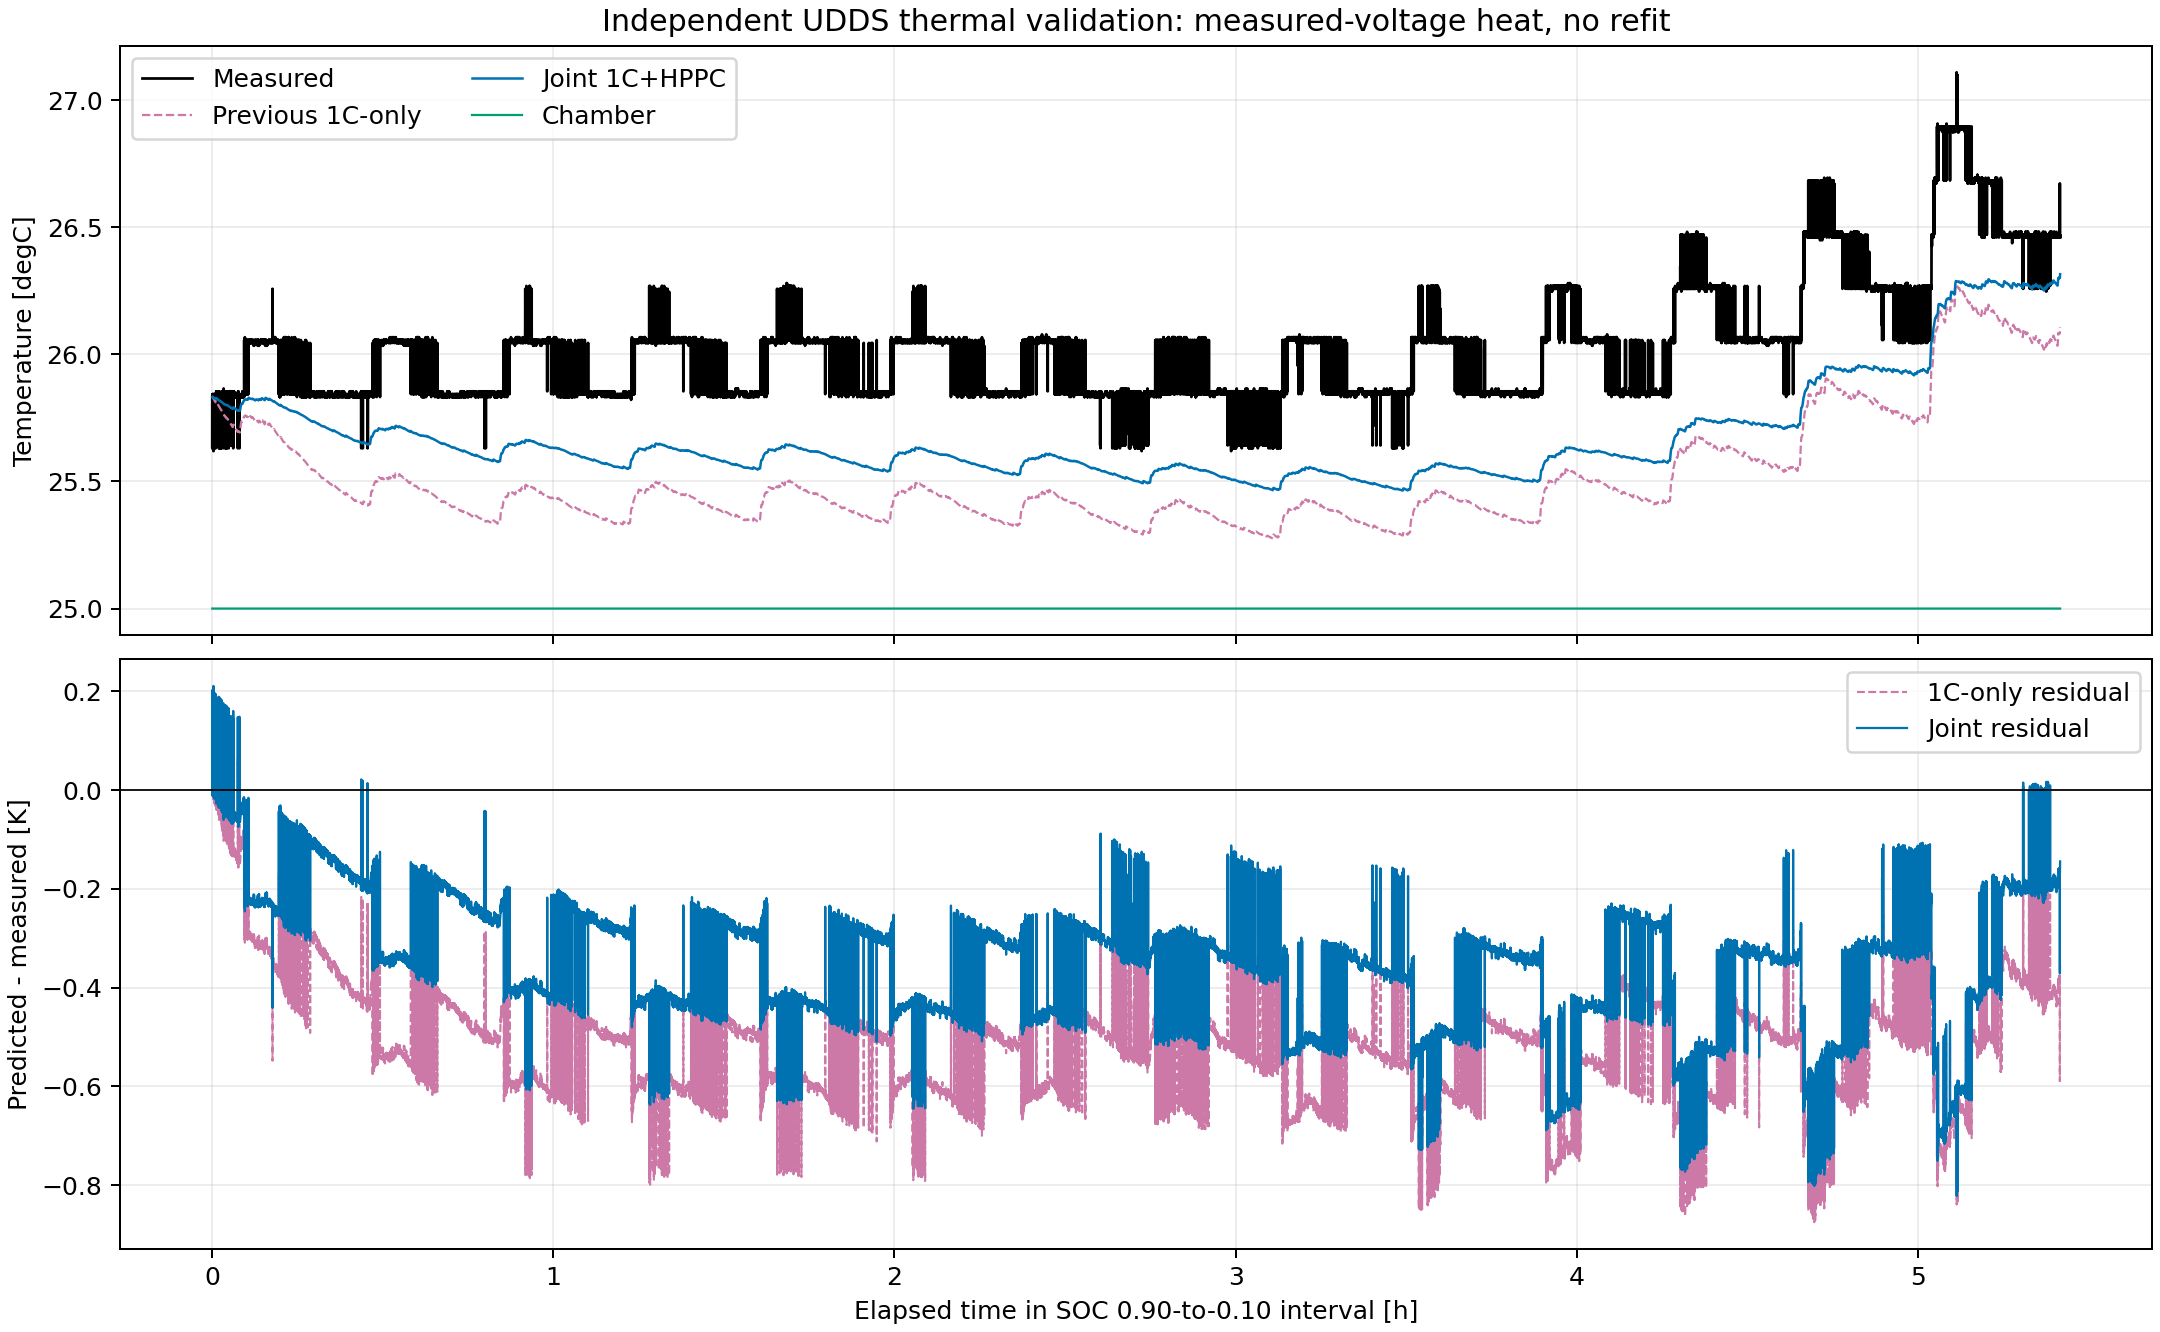 Independent UDDS thermal validation: measured-voltage heat, no refit
Measured
Previous 1C-only
Joint 1C+HPPC
Chamber
Temperature [degC]
27.0
26.5
26.0
25.5
25.0
1C-only residual
Joint residual
Predicted - measured [K]
0.2
0.0
−0.2
−0.4
−0.6
−0.8
0 1 2 3 4 5
Elapsed time in SOC 0.90-to-0.10 interval [h]